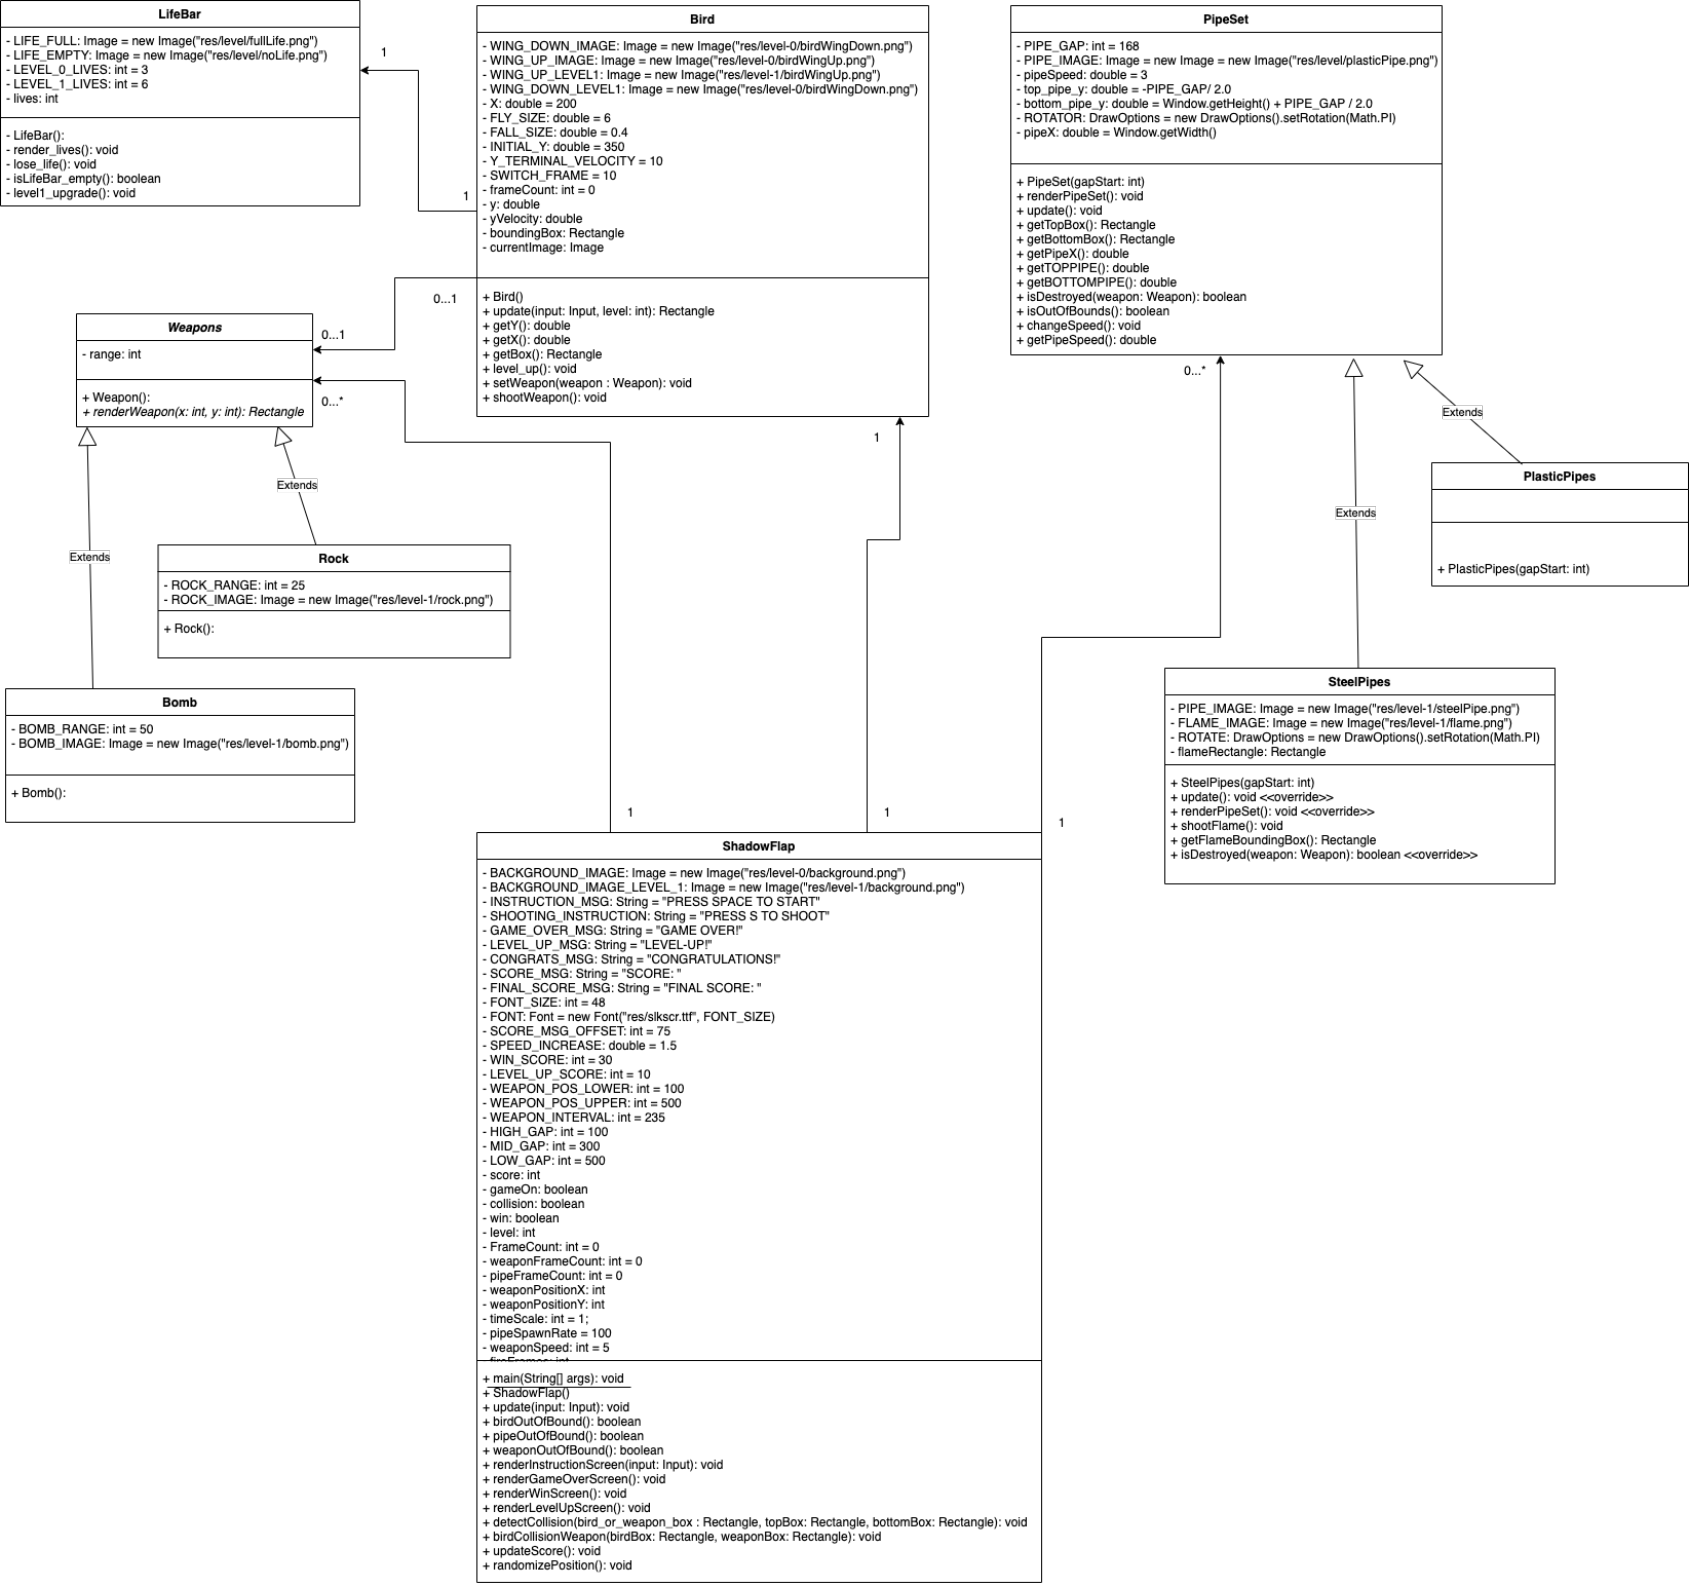 LifeBar
- LIFE_FULL: Image = new Image("res/level/fullLife.png")
- LIFE_EMPTY: Image = new Image("res/level/noLife.png")
- LEVEL_0_LIVES: int = 3
- LEVEL_1_LIVES: int = 6
- lives: int
- LifeBar():
- render_lives(): void
- lose_life(): void
- isLifeBar_empty(): boolean
- level1_upgrade(): void
1
1
Bird
- WING_DOWN_IMAGE: Image = new Image("res/level-0/birdWingDown.png")
- WING_UP_IMAGE: Image = new Image("res/level-0/birdWingUp.png")
- WING_UP_LEVEL1: Image = new Image("res/level-1/birdWingUp.png")
- WING_DOWN_LEVEL1: Image = new Image("res/level-0/birdWingDown.png")
- X: double = 200
- FLY_SIZE: double = 6
- FALL_SIZE: double = 0.4
- INITIAL_Y: double = 350
- Y_TERMINAL_VELOCITY = 10
- SWITCH_FRAME = 10
- frameCount: int = 0
- y: double
- yVelocity: double
- boundingBox: Rectangle
- currentImage: Image
+ Bird()
+ update(input: Input, level: int): Rectangle
+ getY(): double
+ getX(): double
+ getBox(): Rectangle
+ level_up(): void
+ setWeapon(weapon : Weapon): void
+ shootWeapon(): void
PipeSet
- PIPE_GAP: int = 168
- PIPE_IMAGE: Image = new Image = new Image("res/level/plasticPipe.png")
- pipeSpeed: double = 3
- top_pipe_y: double = -PIPE_GAP/ 2.0
- bottom_pipe_y: double = Window.getHeight() + PIPE_GAP / 2.0
- ROTATOR: DrawOptions = new DrawOptions().setRotation(Math.PI)
- pipeX: double = Window.getWidth()
+ PipeSet(gapStart: int)
+ renderPipeSet(): void
+ update(): void
+ getTopBox(): Rectangle
+ getBottomBox(): Rectangle
+ getPipeX(): double
+ getTOPPIPE(): double
+ getBOTTOMPIPE(): double
+ isDestroyed(weapon: Weapon): boolean
+ isOutOfBounds(): boolean
+ changeSpeed(): void
+ getPipeSpeed(): double
0...1
0...1
0...*
Weapons
- range: int
+ Weapon():
+ renderWeapon(x: int, y: int): Rectangle
Extends
Extends
1
0...*
Extends
Extends
PlasticPipes
+ PlasticPipes(gapStart: int)
Rock
- ROCK_RANGE: int = 25
- ROCK_IMAGE: Image = new Image("res/level-1/rock.png")
+ Rock():
Bomb
- BOMB_RANGE: int = 50
- BOMB_IMAGE: Image = new Image("res/level-1/bomb.png")
+ Bomb():
SteelPipes
- PIPE_IMAGE: Image = new Image("res/level-1/steelPipe.png")
- FLAME_IMAGE: Image = new Image("res/level-1/flame.png")
- ROTATE: DrawOptions = new DrawOptions().setRotation(Math.PI)
- flameRectangle: Rectangle
+ SteelPipes(gapStart: int)
+ update(): void <<override>>
+ renderPipeSet(): void <<override>>
+ shootFlame(): void
+ getFlameBoundingBox(): Rectangle
+ isDestroyed(weapon: Weapon): boolean <<override>>
1
1
1
ShadowFlap
- BACKGROUND_IMAGE: Image = new Image("res/level-0/background.png")
- BACKGROUND_IMAGE_LEVEL_1: Image = new Image("res/level-1/background.png")
- INSTRUCTION_MSG: String = "PRESS SPACE TO START"
- SHOOTING_INSTRUCTION: String = "PRESS S TO SHOOT"
- GAME_OVER_MSG: String = "GAME OVER!"
- LEVEL_UP_MSG: String = "LEVEL-UP!"
- CONGRATS_MSG: String = "CONGRATULATIONS!"
- SCORE_MSG: String = "SCORE: "
- FINAL_SCORE_MSG: String = "FINAL SCORE: "
- FONT_SIZE: int = 48
- FONT: Font = new Font("res/slkscr.ttf", FONT_SIZE)
- SCORE_MSG_OFFSET: int = 75
- SPEED_INCREASE: double = 1.5
- WIN_SCORE: int = 30
- LEVEL_UP_SCORE: int = 10
- WEAPON_POS_LOWER: int = 100
- WEAPON_POS_UPPER: int = 500
- WEAPON_INTERVAL: int = 235
- HIGH_GAP: int = 100
- MID_GAP: int = 300
- LOW_GAP: int = 500
- score: int
- gameOn: boolean
- collision: boolean
- win: boolean
- level: int
- FrameCount: int = 0
- weaponFrameCount: int = 0
- pipeFrameCount: int = 0
- weaponPositionX: int
- weaponPositionY: int
- timeScale: int = 1;
- pipeSpawnRate = 100
- weaponSpeed: int = 5
+ main(String[] args): void
+ ShadowFlap()
+ update(input: Input): void
+ birdOutOfBound(): boolean
+ pipeOutOfBound(): boolean
+ weaponOutOfBound(): boolean
+ renderInstructionScreen(input: Input): void
+ renderGameOverScreen(): void
+ renderWinScreen(): void
+ renderLevelUpScreen(): void
+ detectCollision(bird_or_weapon_box : Rectangle, topBox: Rectangle, bottomBox: Rectangle): void
+ birdCollisionWeapon(birdBox: Rectangle, weaponBox: Rectangle): void
+ updateScore(): void
+ randomizePosition(): void